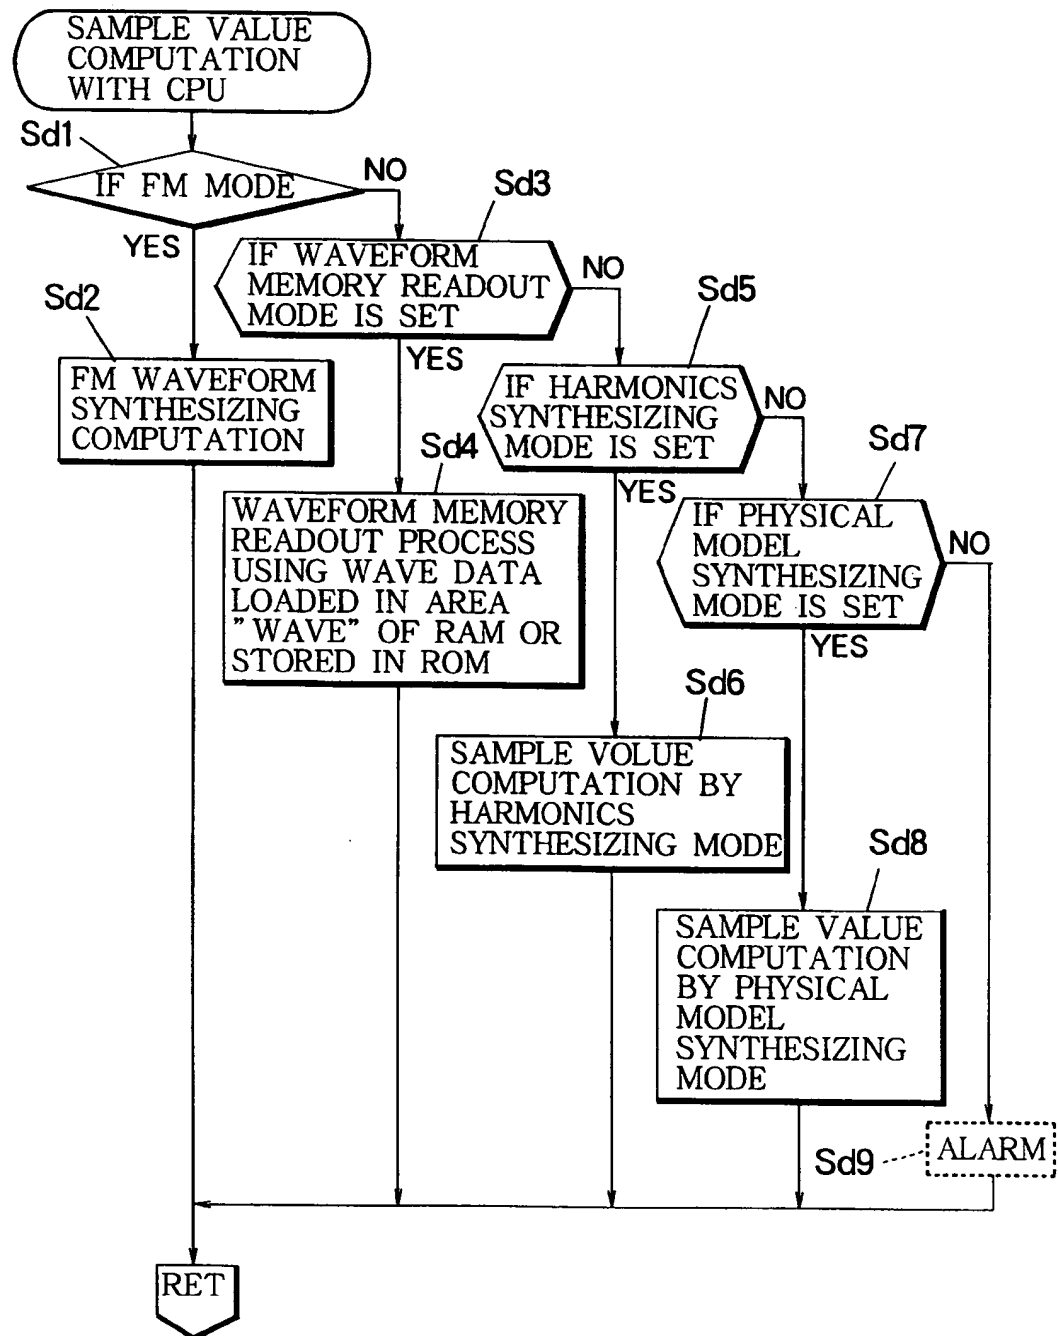 SAMPLE VALUE
COMPUTATION
WITH CPU
Sd1
IF FM MODE
NO
YES
Sd3
IF WAVEFORM
MEMORY READOUT
MODE IS SET
NO
YES
Sd2
FM WAVEFORM
SYNTHESIZING
COMPUTATION
Sd5
IF HARMONICS
SYNTHESIZING
MODE IS SET
NO
YES
Sd4
WAVEFORM MEMORY
READOUT PROCESS
USING WAVE DATA
LOADED IN AREA
"WAVE" OF RAM OR
STORED IN ROM
Sd7
IF PHYSICAL
MODEL
SYNTHESIZING
MODE IS SET
NO
YES
Sd6
SAMPLE VOLUE
COMPUTATION BY
HARMONICS
SYNTHESIZING MODE
Sd8
SAMPLE VALUE
COMPUTATION
BY PHYSICAL
MODEL
SYNTHESIZING
MODE
Sd9
ALARM
RET